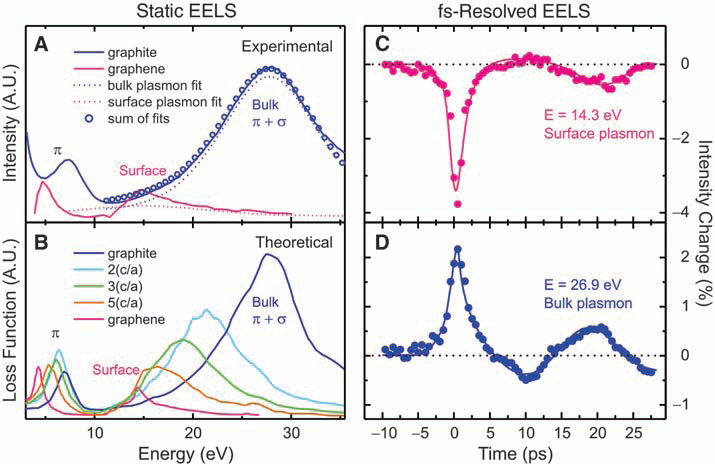 Static EELS
fs-Resolved EELS
A
Experimental
graphite
graphene
bulk plasmon fit
surface plasmon fit
sum of fits
Bulk
π + σ
π
Surface
Intensity (A.U.)
B
Theoretical
graphite
2(c/a)
3(c/a)
5(c/a)
graphene
Bulk
π + σ
π
Surface
Loss Function (A.U.)
10
20
30
Energy (eV)
C
E = 14.3 eV
Surface plasmon
0
−2
−4
D
E = 26.9 eV
Bulk plasmon
2
1
0
−1
Intensity Change (%)
−10 −5 0 5 10 15 20 25
Time (ps)